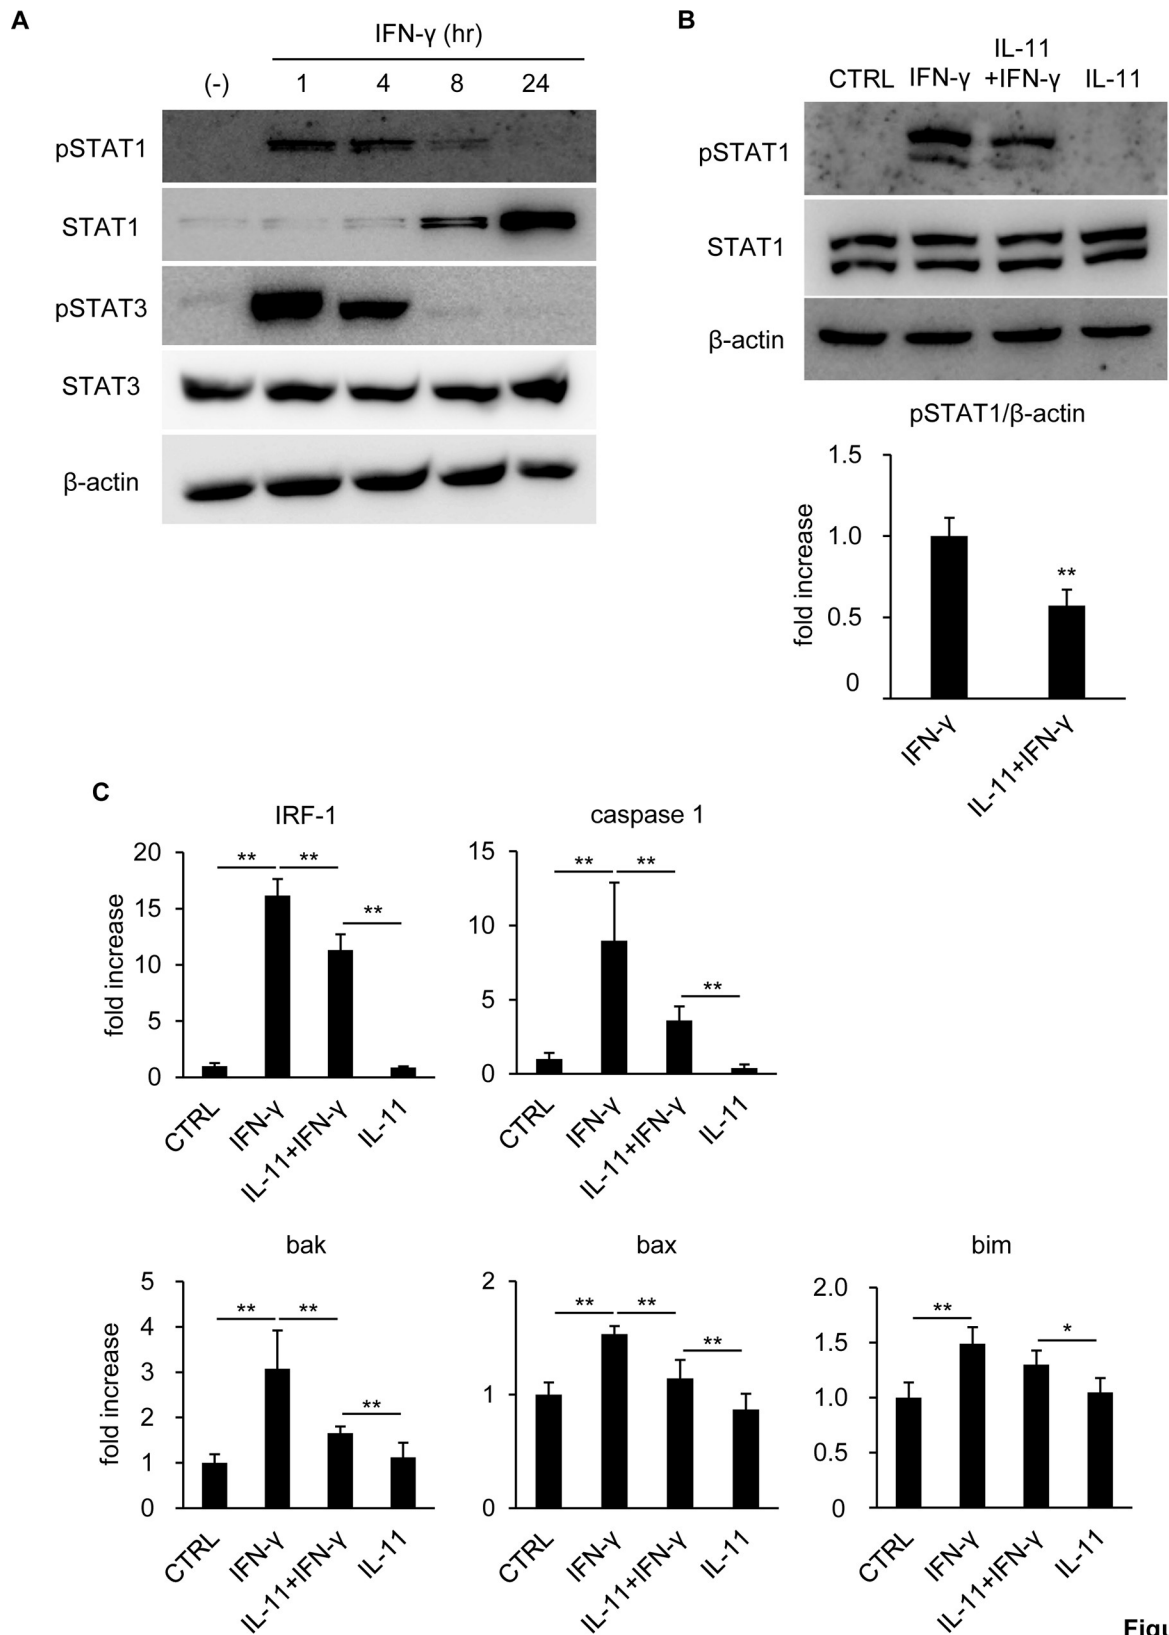 A
IFN-γ (hr)
(-) 1 4 8 24
pSTAT1
STAT1
pSTAT3
STAT3
β-actin
B
CTRL IFN-γ IL-11 +IFN-γ IL-11
pSTAT1
STAT1
β-actin
pSTAT1/β-actin
fold increase
1.5
1.0
0.5
0
**
IFN-γ
IL-11+IFN-γ
C
IRF-1
fold increase
20
15
10
5
0
** ** **
CTRL
IFN-γ
IL-11+IFN-γ
IL-11
caspase 1
15
10
5
0
** ** **
CTRL
IFN-γ
IL-11+IFN-γ
IL-11
bak
fold increase
5
4
3
2
1
0
** ** **
CTRL
IFN-γ
IL-11+IFN-γ
IL-11
bax
2
1
0
** ** **
CTRL
IFN-γ
IL-11+IFN-γ
IL-11
bim
2.0
1.5
1.0
0.5
0
** *
CTRL
IFN-γ
IL-11+IFN-γ
IL-11
Figu